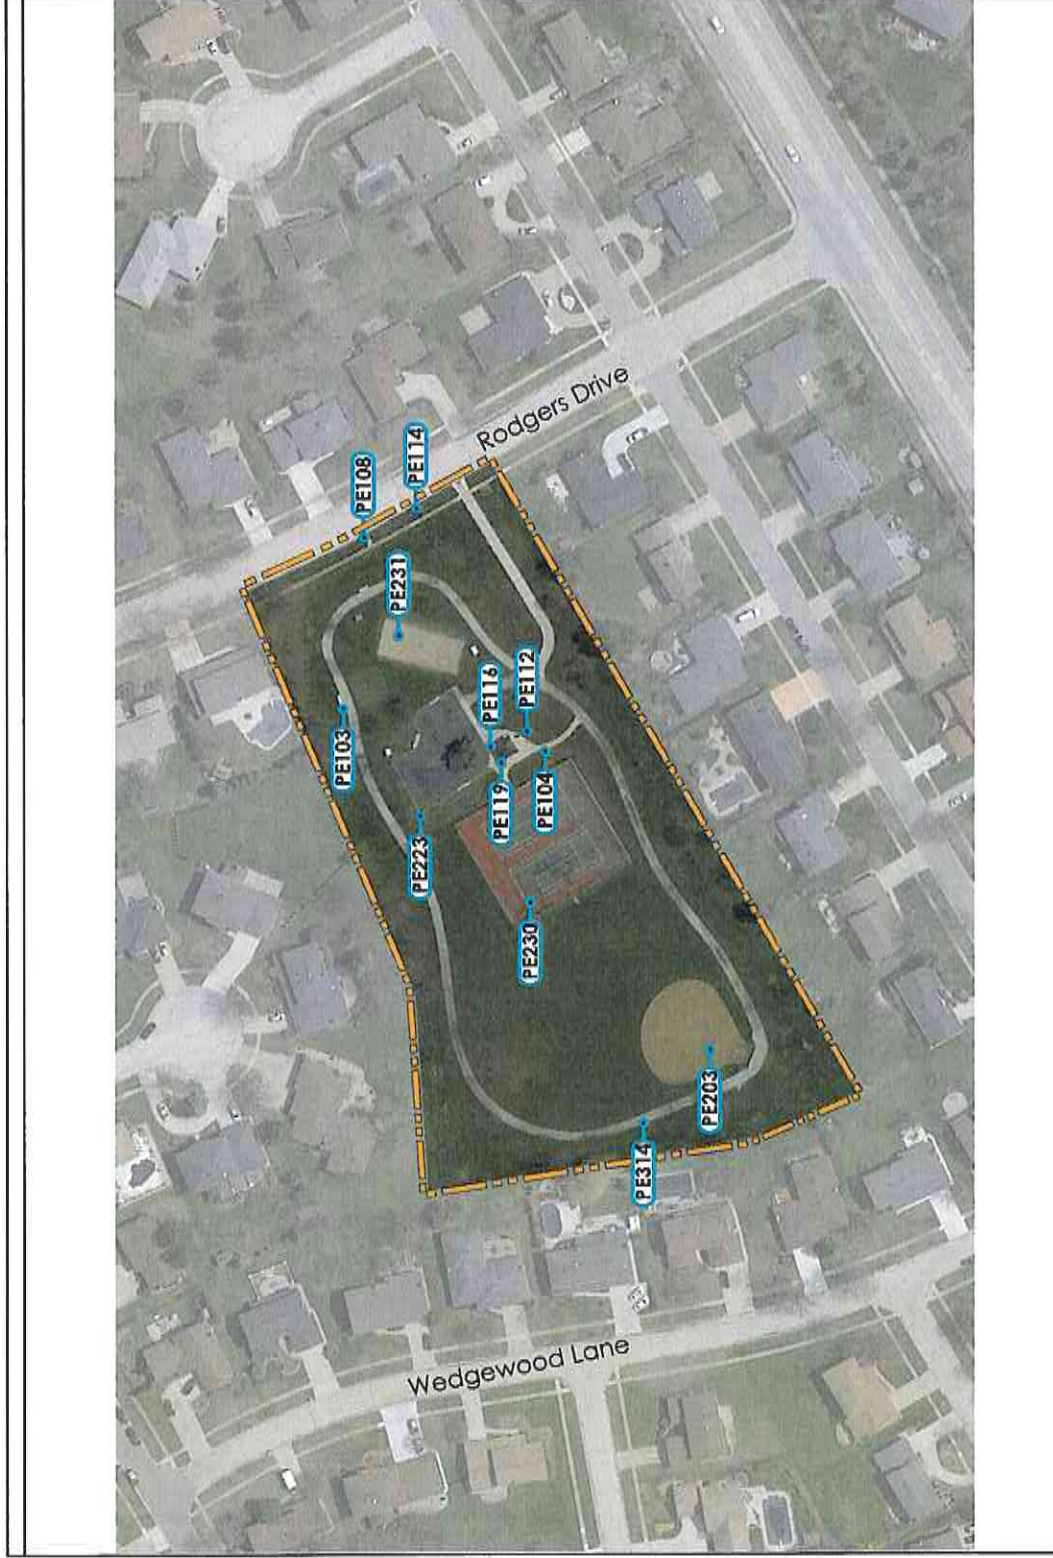 PE108
PE114
Rodgers Drive
PE231
PE116
PE112
PE103
PE119
PE104
PE223
PE230
PE203
PE314
Wedgewood Lane